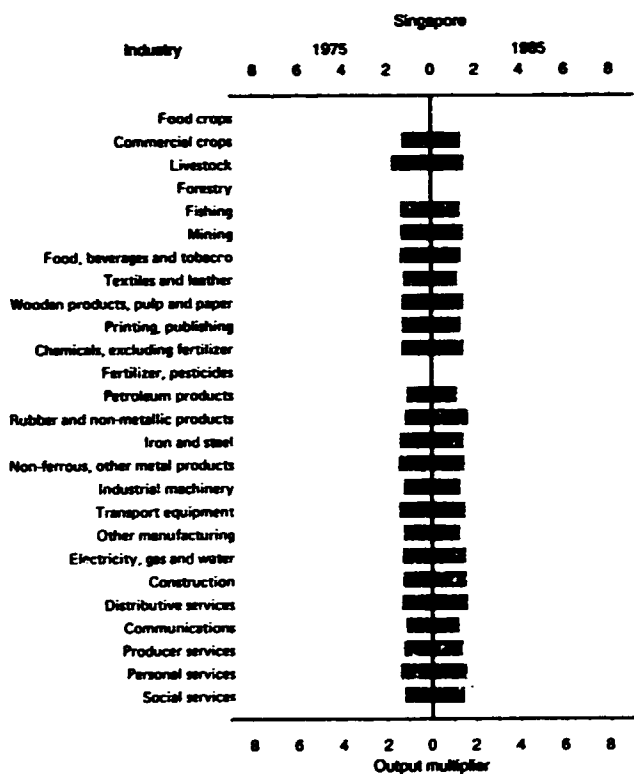 Singapore
Industry 1975 1985
8 6 4 2 0 2 4 6 8
Food crops
Commercial crops
Livestock
Forestry
Fishing
Mining
Food, beverages and tobacco
Textiles and leather
Wooden products, pulp and paper
Printing, publishing
Chemicals, excluding fertilizer
Fertilizer, pesticides
Petroleum products
Rubber and non-metallic products
Iron and steel
Non-ferrous, other metal products
Industrial machinery
Transport equipment
Other manufacturing
Electricity, gas and water
Construction
Distributive services
Communications
Producer services
Personal services
Social services
8 6 4 2 0 2 4 6 8
Output multiplier